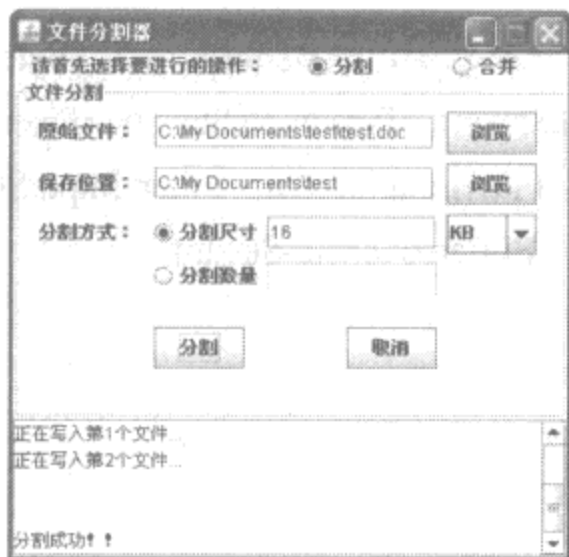 文件分割器
请首先选择要进行的操作： 分割 合并
文件分割
原始文件： C:\My Documents\test\test.doc 浏览
保存位置： C:\My Documents\test 浏览
分割方式： 分割尺寸 16 KB
分割数量
分割 取消
正在写入第1个文件...
正在写入第2个文件...
分割成功！！